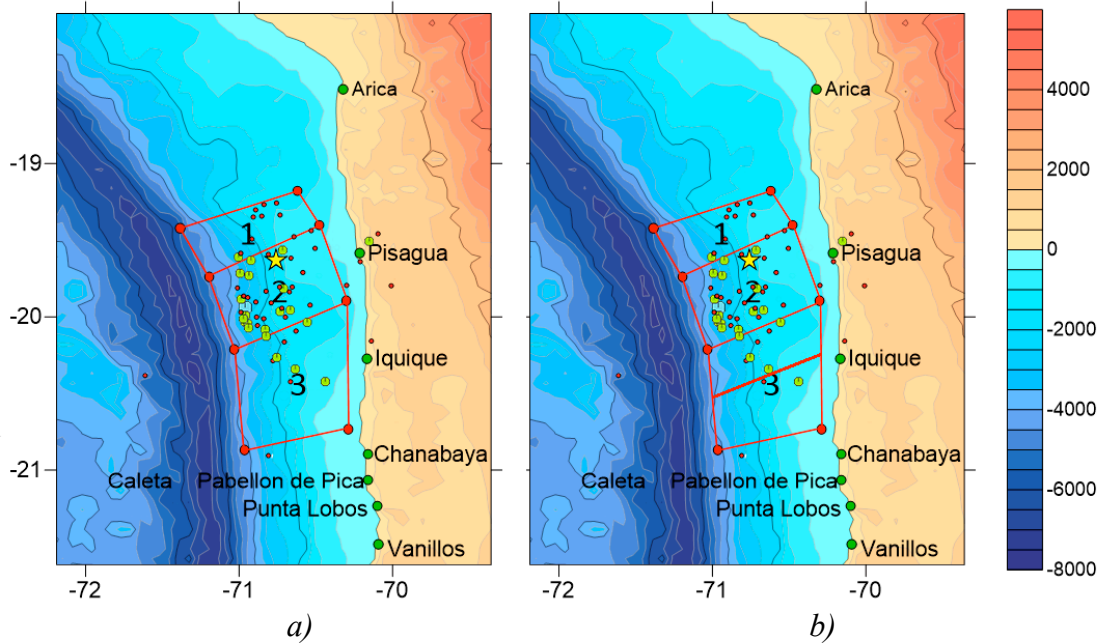 Arica
Arica
4000
-19
1
1
2000
Pisagua
Pisagua
0
2
2
-20
-2000
Iquique
Iquique
3
3
-4000
Chanabaya
Chanabaya
-21
Caleta Pabellon de Pica
Caleta Pabellon de Pica
-6000
Punta Lobos
Punta Lobos
Vanillos
Vanillos
-8000
-72 -71 -70
-72 -71 -70
a)
b)